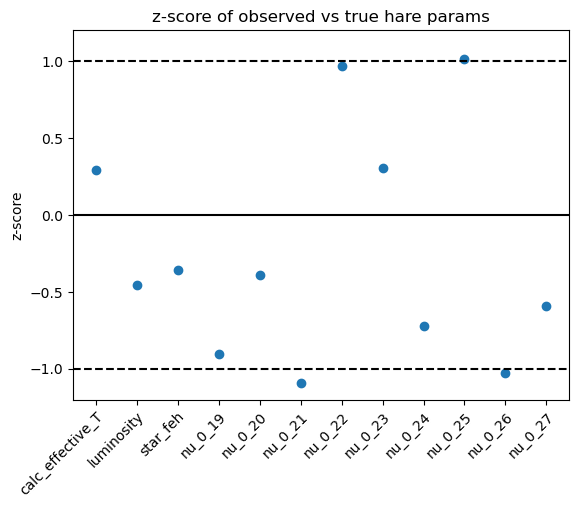 z-score of observed vs true hare params
z-score
1.0
0.5
0.0
−0.5
−1.0
calc_effective_T
luminosity
star_feh
nu_0_19
nu_0_20
nu_0_21
nu_0_22
nu_0_23
nu_0_24
nu_0_25
nu_0_26
nu_0_27